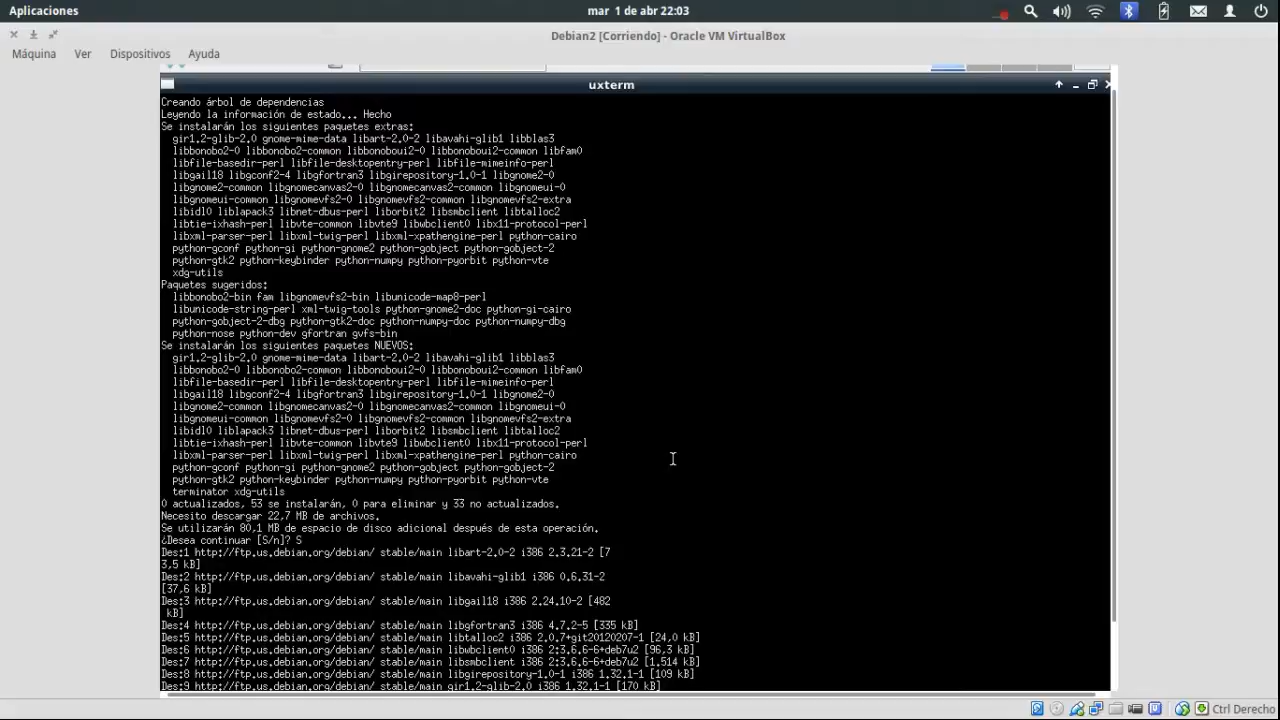 Aplicaciones
mar 1 de abr 22:03
Debian2 [Corriendo] - Oracle VM VirtualBox
Máquina Ver Dispositivos Ayuda
uxterm
Creando árbol de dependencias
Leyendo la información de estado... Hecho
Se instalarán los siguientes paquetes extras:
gir1.2-glib-2.0 gnome-mime-data libart-2.0-2 libavahi-glib1 libblas3
libbonobo2-0 libbonobo2-common libbonoboui2-0 libbonoboui2-common libfam0
libfile-basedir-perl libfile-desktopentry-perl libfile-mimeinfo-perl
libgail18 libgconf2-4 libgfortran3 libgirepository-1.0-1 libgnome2-0
libgnome2-common libgnomecanvas2-0 libgnomecanvas2-common libgnomeui-0
libgnomeui-common libgnomevfs2-0 libgnomevfs2-common libgnomevfs2-extra
libidl0 liblapack3 libnet-dbus-perl liborbit2 libsmbclient libtalloc2
libtie-ixhash-perl libvte-common libvte9 libwbclient0 libx11-protocol-perl
libxml-parser-perl libxml-twig-perl libxml-xpathengine-perl python-cairo
python-gconf python-gi python-gnome2 python-gobject python-gobject-2
python-gtk2 python-keybinder python-numpy python-pyorbit python-vte
xdg-utils
Paquetes sugeridos:
libbonobo2-bin fam libgnomevfs2-bin libunicode-map8-perl
libunicode-string-perl xml-twig-tools python-gnome2-doc python-gi-cairo
python-gobject-2-dbg python-gtk2-doc python-numpy-doc python-numpy-dbg
python-nose python-dev gfortran gvfs-bin
Se instalarán los siguientes paquetes NUEVOS:
gir1.2-glib-2.0 gnome-mime-data libart-2.0-2 libavahi-glib1 libblas3
libbonobo2-0 libbonobo2-common libbonoboui2-0 libbonoboui2-common libfam0
libfile-basedir-perl libfile-desktopentry-perl libfile-mimeinfo-perl
libgail18 libgconf2-4 libgfortran3 libgirepository-1.0-1 libgnome2-0
libgnome2-common libgnomecanvas2-0 libgnomecanvas2-common libgnomeui-0
libgnomeui-common libgnomevfs2-0 libgnomevfs2-common libgnomevfs2-extra
libidl0 liblapack3 libnet-dbus-perl liborbit2 libsmbclient libtalloc2
libtie-ixhash-perl libvte-common libvte9 libwbclient0 libx11-protocol-perl
libxml-parser-perl libxml-twig-perl libxml-xpathengine-perl python-cairo
python-gconf python-gi python-gnome2 python-gobject python-gobject-2
python-gtk2 python-keybinder python-numpy python-pyorbit python-vte
terminator xdg-utils
0 actualizados, 53 se instalarán, 0 para eliminar y 33 no actualizados.
Necesito descargar 22,7 MB de archivos.
Se utilizarán 80,1 MB de espacio de disco adicional después de esta operación.
¿Desea continuar [S/n]? S
Des:1 http://ftp.us.debian.org/debian/ stable/main libart-2.0-2 i386 2.3.21-2 [7
3,5 kB]
Des:2 http://ftp.us.debian.org/debian/ stable/main libavahi-glib1 i386 0.6.31-2
[37,6 kB]
Des:3 http://ftp.us.debian.org/debian/ stable/main libgail18 i386 2.24.10-2 [482
kB]
Des:4 http://ftp.us.debian.org/debian/ stable/main libgfortran3 i386 4.7.2-5 [335 kB]
Des:5 http://ftp.us.debian.org/debian/ stable/main libtalloc2 i386 2.0.7+git20120207-1 [24,0 kB]
Des:6 http://ftp.us.debian.org/debian/ stable/main libwbclient0 i386 2:3.6.6-6+deb7u2 [96,3 kB]
Des:7 http://ftp.us.debian.org/debian/ stable/main libsmbclient i386 2:3.6.6-6+deb7u2 [1.514 kB]
Des:8 http://ftp.us.debian.org/debian/ stable/main libgirepository-1.0-1 i386 1.32.1-1 [109 kB]
Des:9 http://ftp.us.debian.org/debian/ stable/main gir1.2-glib-2.0 i386 1.32.1-1 [170 kB]
Ctrl Derecho